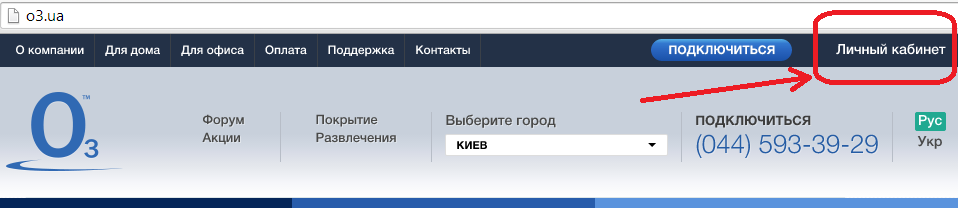 o3.ua
О компании Для дома Для офиса Оплата Поддержка Контакты ПОДКЛЮЧИТЬСЯ Личный кабинет
O3™
Форум
Акции
Покрытие
Развлечения
Выберите город
КИЕВ
ПОДКЛЮЧИТЬСЯ
(044) 593-39-29
Рус
Укр